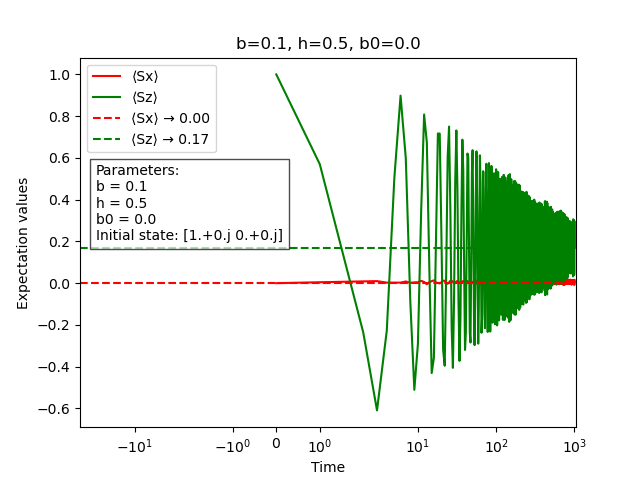 b=0.1, h=0.5, b0=0.0
Expectation values
1.0
0.8
0.6
0.4
0.2
0.0
−0.2
−0.4
−0.6
⟨Sx⟩
⟨Sz⟩
⟨Sx⟩ → 0.00
⟨Sz⟩ → 0.17
Parameters:
b = 0.1
h = 0.5
b0 = 0.0
Initial state: [1.+0.j 0.+0.j]
−10¹ −10⁰ 0 10⁰ 10¹ 10² 10³
Time